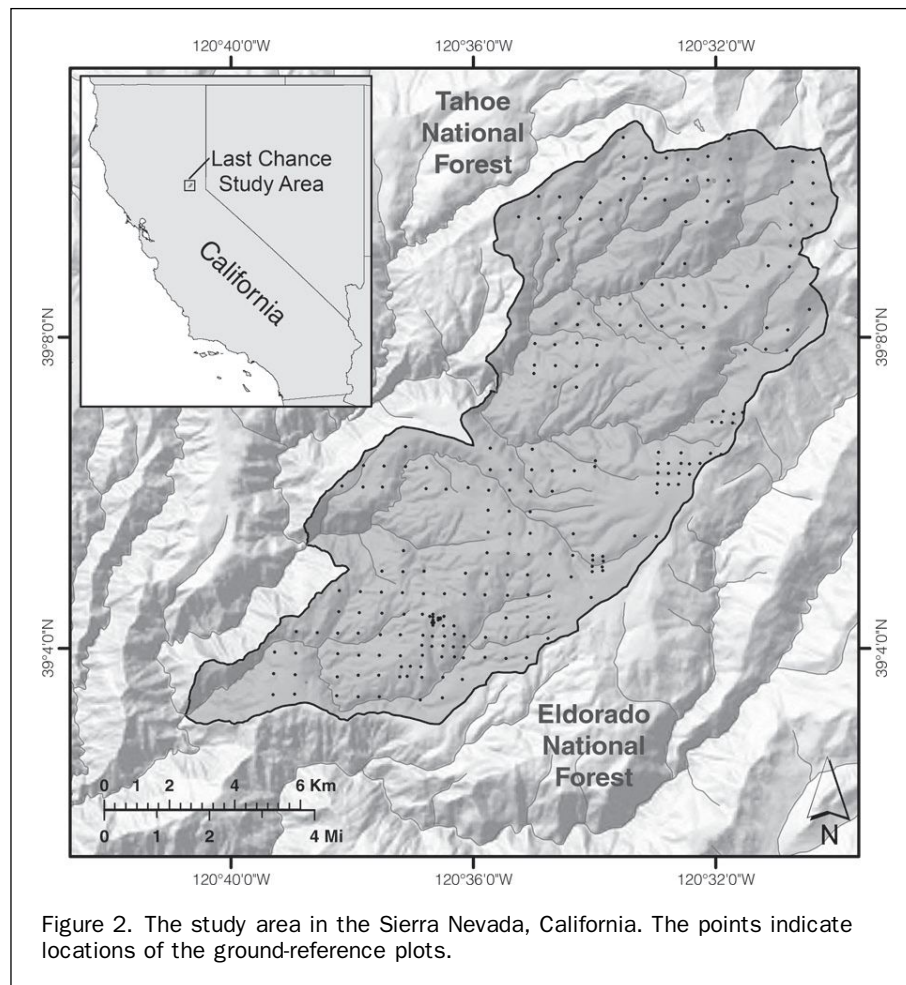 120°40'0"W 120°36'0"W 120°32'0"W
Tahoe
National
Forest
Last Chance
Study Area
California
39°8'0"N 39°8'0"N
39°4'0"N 39°4'0"N
Eldorado
National
Forest
0 1 2 4 6 Km
0 1 2 4 Mi
N
120°40'0"W 120°36'0"W 120°32'0"W
Figure 2. The study area in the Sierra Nevada, California. The points indicate
locations of the ground-reference plots.